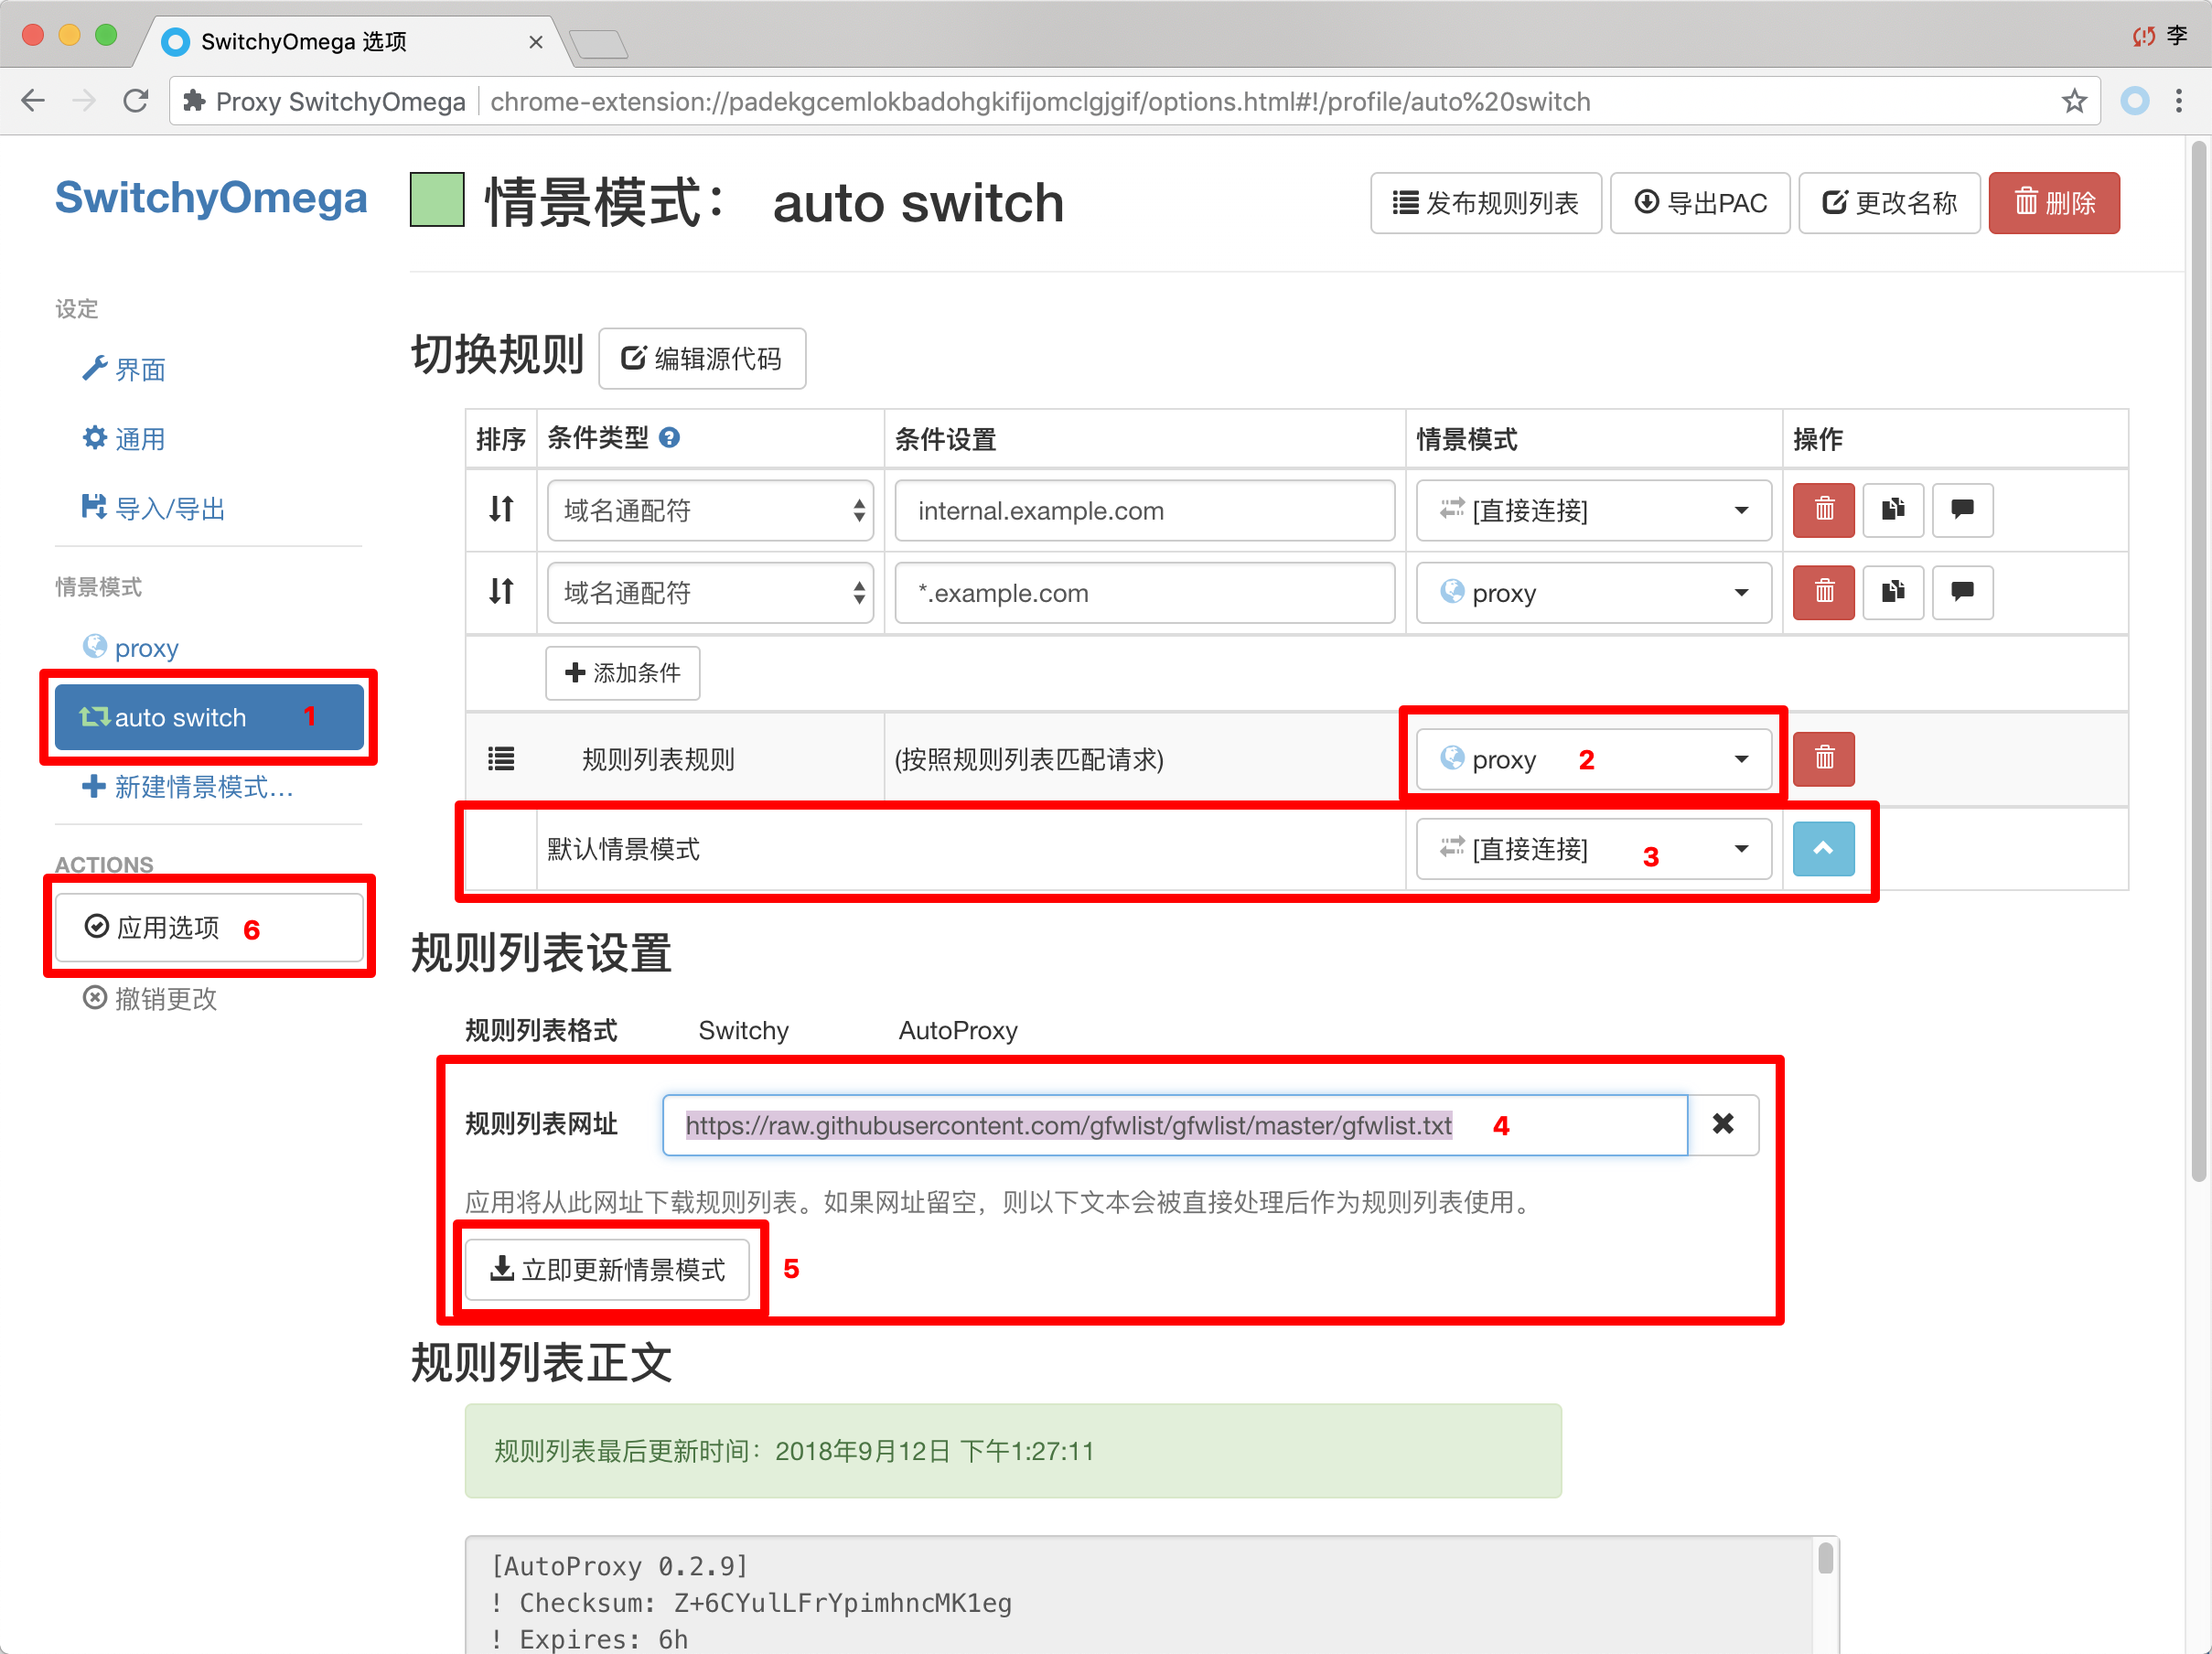 SwitchyOmega 选项
李
Proxy SwitchyOmega chrome-extension://padekgcemlokbadohgkifijomclgjgif/options.html#!/profile/auto%20switch
SwitchyOmega
情景模式： auto switch
发布规则列表 导出PAC 更改名称 删除
设定
界面
通用
导入/导出
情景模式
proxy
auto switch 1
新建情景模式...
ACTIONS
应用选项 6
撤销更改
切换规则 编辑源代码
排序 条件类型 条件设置 情景模式 操作
域名通配符 internal.example.com [直接连接]
域名通配符 *.example.com proxy
添加条件
规则列表规则 (按照规则列表匹配请求) proxy 2
默认情景模式 [直接连接] 3
规则列表设置
规则列表格式 Switchy AutoProxy
规则列表网址 https://raw.githubusercontent.com/gfwlist/gfwlist/master/gfwlist.txt 4
应用将从此网址下载规则列表。如果网址留空，则以下文本会被直接处理后作为规则列表使用。
立即更新情景模式 5
规则列表正文
规则列表最后更新时间：2018年9月12日 下午1:27:11
[AutoProxy 0.2.9]
! Checksum: Z+6CYulLFrYpimhncMK1eg
! Expires: 6h